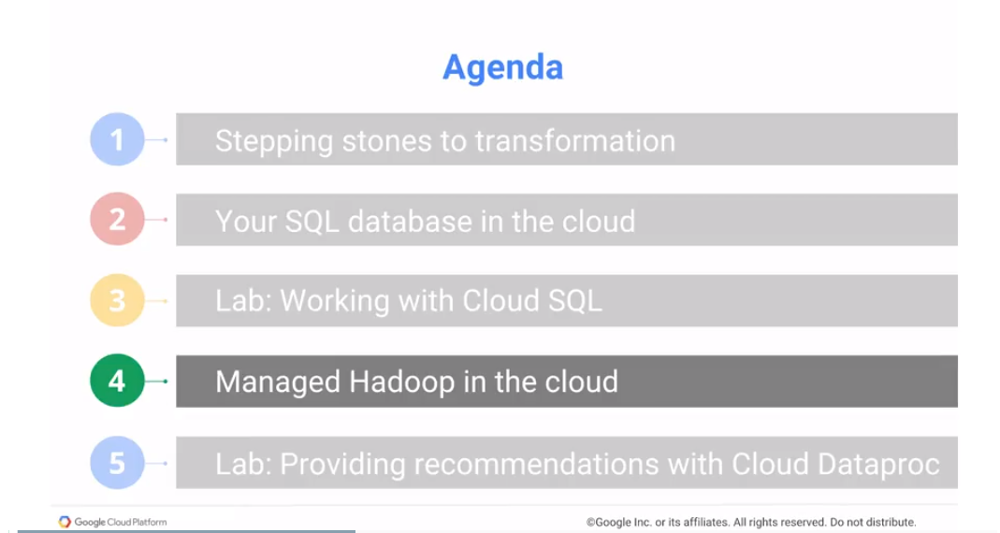 Agenda
1 Stepping stones to transformation
2 Your SQL database in the cloud
3 Lab: Working with Cloud SQL
4 Managed Hadoop in the cloud
5 Lab: Providing recommendations with Cloud Dataproc
Google Cloud Platform ©Google Inc. or its affiliates. All rights reserved. Do not distribute.